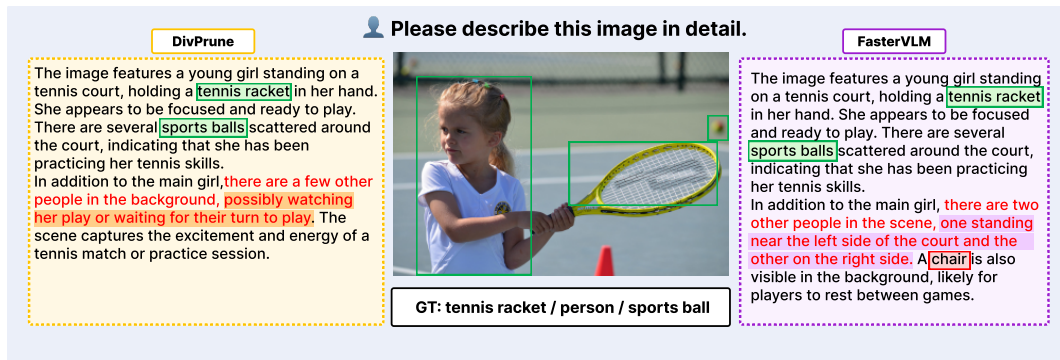 Please describe this image in detail.
DivPrune
The image features a young girl standing on a
tennis court, holding a tennis racket in her hand.
She appears to be focused and ready to play.
There are several sports balls scattered around
the court, indicating that she has been
practicing her tennis skills.
In addition to the main girl, there are a few other
people in the background, possibly watching
her play or waiting for their turn to play. The
scene captures the excitement and energy of a
tennis match or practice session.
GT: tennis racket / person / sports ball
FasterVLM
The image features a young girl standing
on a tennis court, holding a tennis racket
in her hand. She appears to be focused
and ready to play. There are several
sports balls scattered around the court,
indicating that she has been practicing
her tennis skills.
In addition to the main girl, there are two
other people in the scene, one standing
near the left side of the court and the
other on the right side. A chair is also
visible in the background, likely for
players to rest between games.